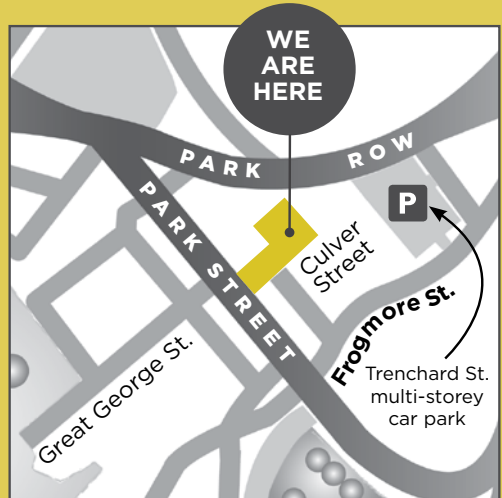 WE
ARE
HERE
PARK ROW
P
PARK STREET
Culver
Street
Frogmore St.
Great George St.
Trenchard St.
multi-storey
car park